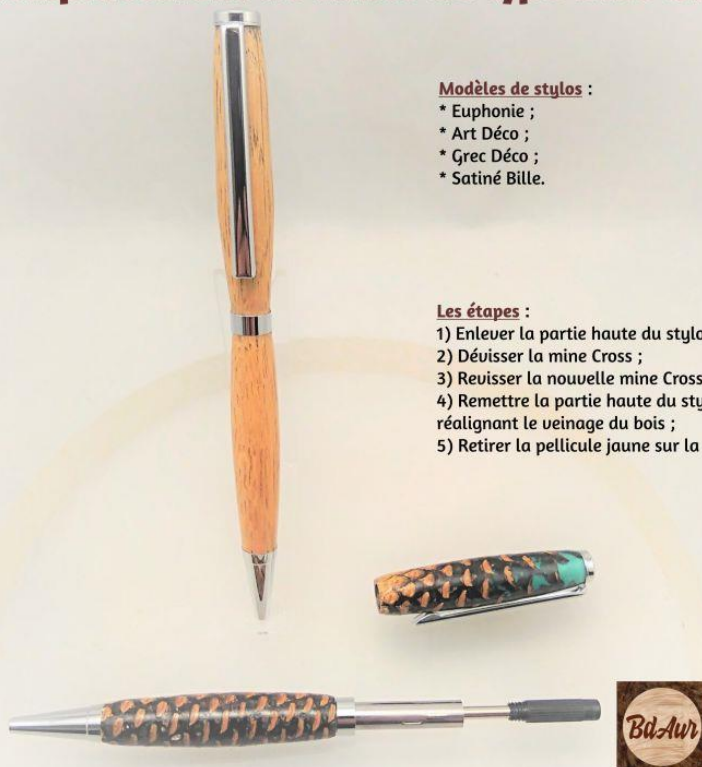 Modèles de stylos :
* Euphonie ;
* Art Déco ;
* Grec Déco ;
* Satiné Bille.
Les étapes :
1) Enlever la partie haute du stylo
2) Dévisser la mine Cross ;
3) Revisser la nouvelle mine Cross
4) Remettre la partie haute du
réalignant le veinage du bois ;
5) Retirer la pellicule jaune sur la
BdAur